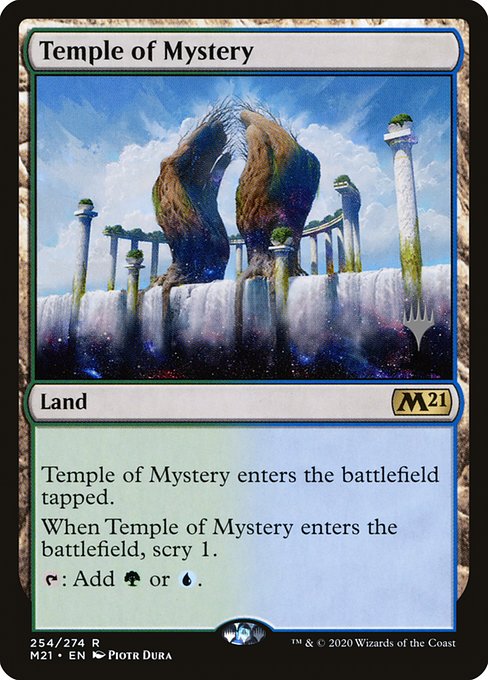 Temple of Mystery
Land
M21
Temple of Mystery enters the battlefield
tapped.
When Temple of Mystery enters the
battlefield, scry 1.
: Add or .
254/274 R
M21 • EN Piotr Dura
™ & © 2020 Wizards of the Coast